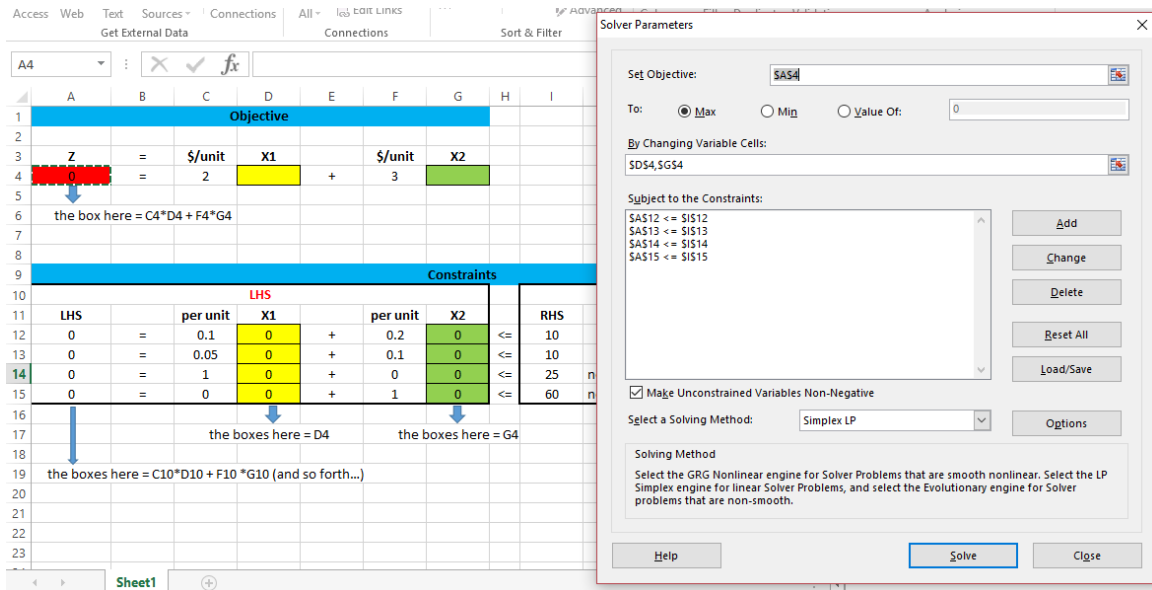 Access Web Text Sources Connections All Edit Links Advanced
Get External Data Connections Sort & Filter
A4 fx
A B C D E F G H I
1 Objective
2
3 Z = $/unit X1 $/unit X2
4 0 = 2 + 3
5
6 the box here = C4*D4 + F4*G4
7
8
9 Constraints
10 LHS
11 LHS per unit X1 per unit X2 RHS
12 0 = 0.1 0 + 0.2 0 <= 10
13 0 = 0.05 0 + 0.1 0 <= 10
14 0 = 1 0 + 0 0 <= 25 n
15 0 = 0 0 + 1 0 <= 60 n
16
17 the boxes here = D4 the boxes here = G4
18
19 the boxes here = C10*D10 + F10 *G10 (and so forth...)
20
21
22
23
Sheet1
Solver Parameters
Set Objective: $A$4
To: Max Min Value Of: 0
By Changing Variable Cells:
$D$4,$G$4
Subject to the Constraints:
$A$12 <= $I$12
$A$13 <= $I$13
$A$14 <= $I$14
$A$15 <= $I$15
Add
Change
Delete
Reset All
Load/Save
Make Unconstrained Variables Non-Negative
Select a Solving Method: Simplex LP Options
Solving Method
Select the GRG Nonlinear engine for Solver Problems that are smooth nonlinear. Select the LP
Simplex engine for linear Solver Problems, and select the Evolutionary engine for Solver
problems that are non-smooth.
Help Solve Close